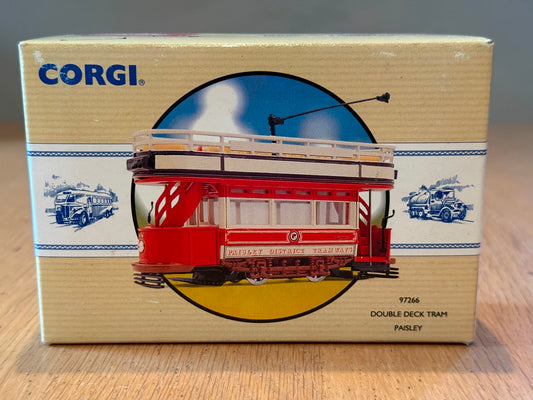 CORGI®
PAISLEY DISTRICT TRAMWAYS
97266
DOUBLE DECK TRAM
PAISLEY